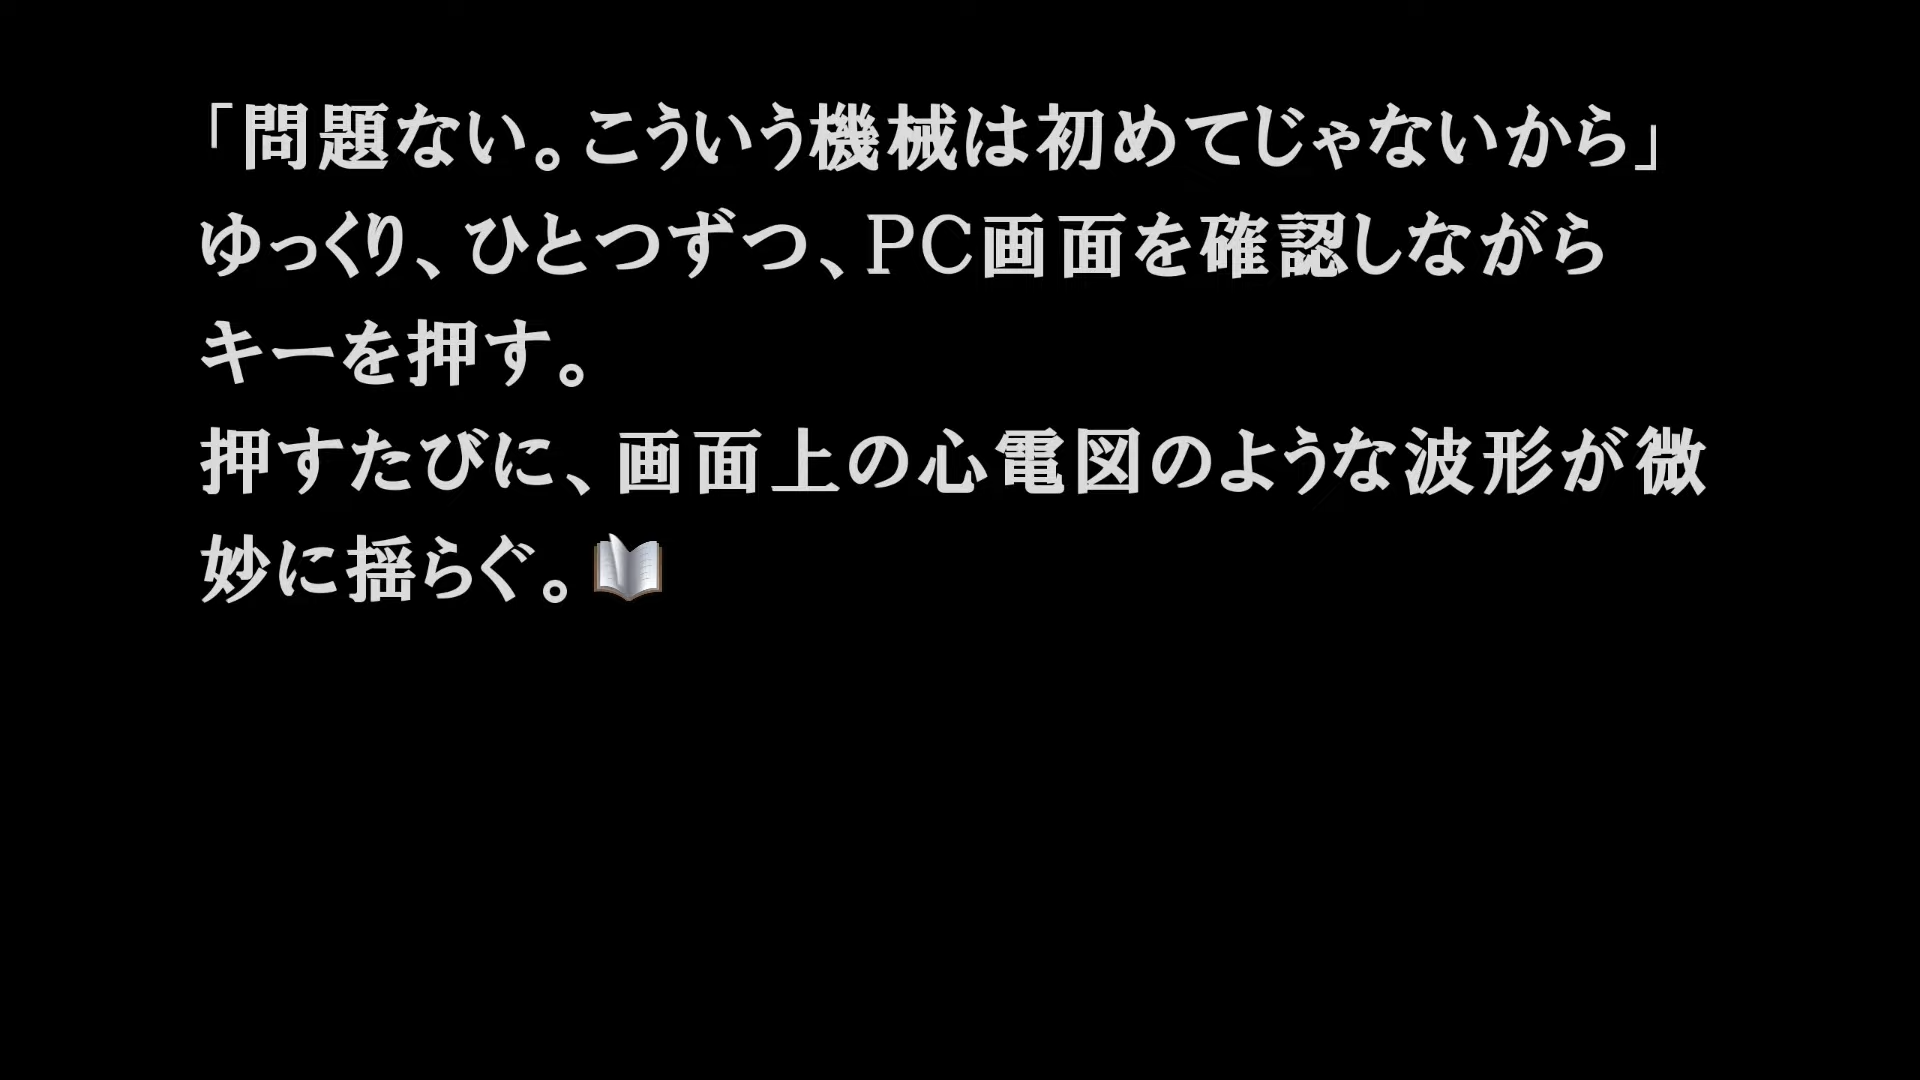 「問題ない。こういう機械は初めてじゃないから」
ゆっくり、ひとつずつ、PC画面を確認しながら
キーを押す。
押すたびに、画面上の心電図のような波形が微
妙に揺らぐ。